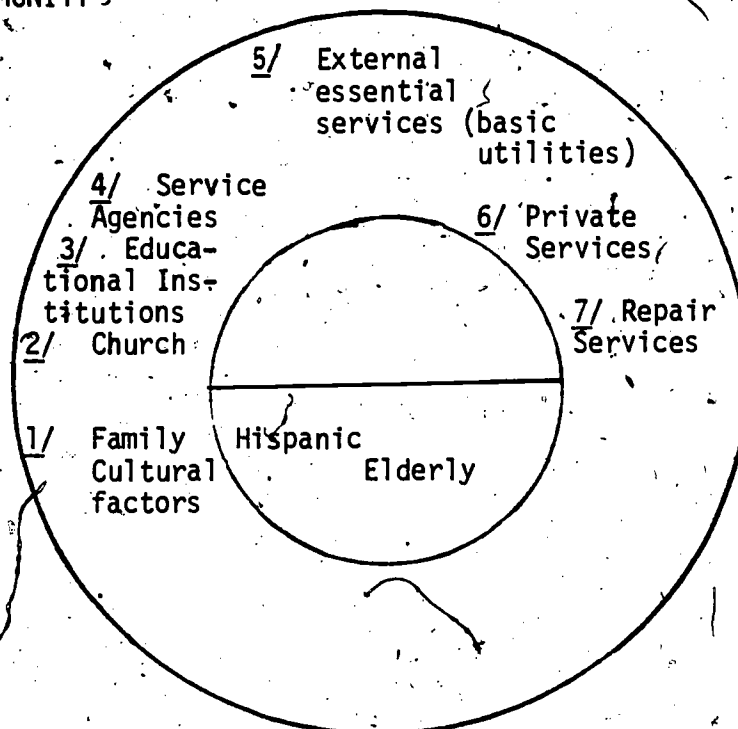 5/ External
essential
services (basic
utilities)
4/ Service
Agencies
3/ Educa-
tional Ins-
titutions
2/ Church
6/ Private
Services
7/ Repair
Services
1/ Family
Cultural
factors
Hispanic
Elderly